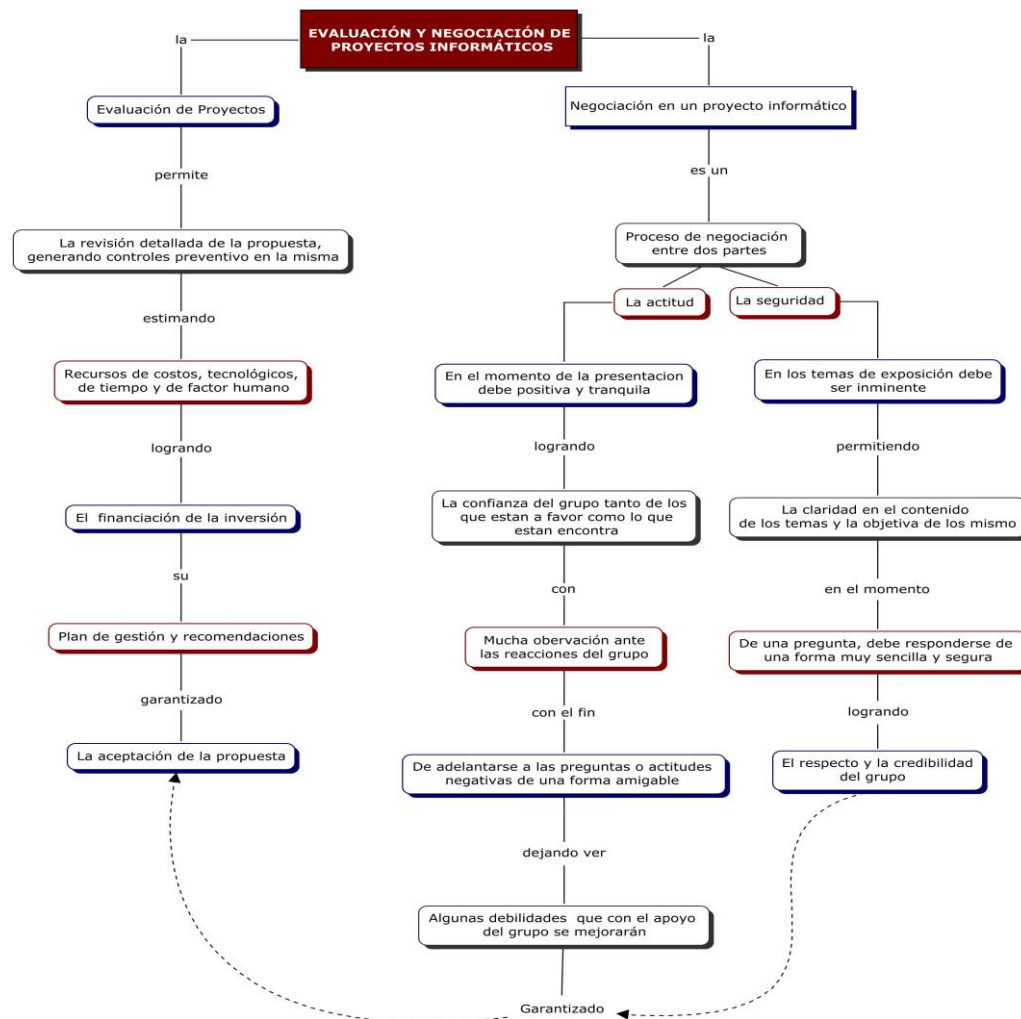 EVALUACIÓN Y NEGOCIACIÓN DE
PROYECTOS INFORMÁTICOS
la
la
Evaluación de Proyectos
permite
La revisión detallada de la propuesta,
generando controles preventivo en la misma
estimando
Recursos de costos, tecnológicos,
de tiempo y de factor humano
logrando
El financiación de la inversión
su
Plan de gestión y recomendaciones
garantizado
La aceptación de la propuesta
Negociación en un proyecto informático
es un
Proceso de negociación
entre dos partes
La actitud
En el momento de la presentacion
debe positiva y tranquila
logrando
La confianza del grupo tanto de los
que estan a favor como lo que
estan encontra
con
Mucha obervación ante
las reacciones del grupo
con el fin
De adelantarse a las preguntas o actitudes
negativas de una forma amigable
dejando ver
Algunas debilidades que con el apoyo
del grupo se mejorarán
Garantizado
La seguridad
En los temas de exposición debe
ser inminente
permitiendo
La claridad en el contenido
de los temas y la objetiva de los mismo
en el momento
De una pregunta, debe responderse de
una forma muy sencilla y segura
logrando
El respecto y la credibilidad
del grupo